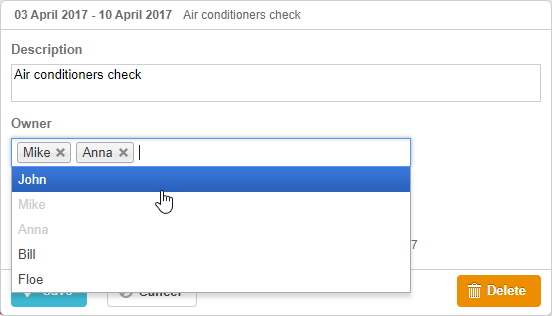 03 April 2017 - 10 April 2017 Air conditioners check
Description
Air conditioners check
Owner
Mike Anna
John
Mike
Anna
Bill
Floe
7
Save Cancel Delete